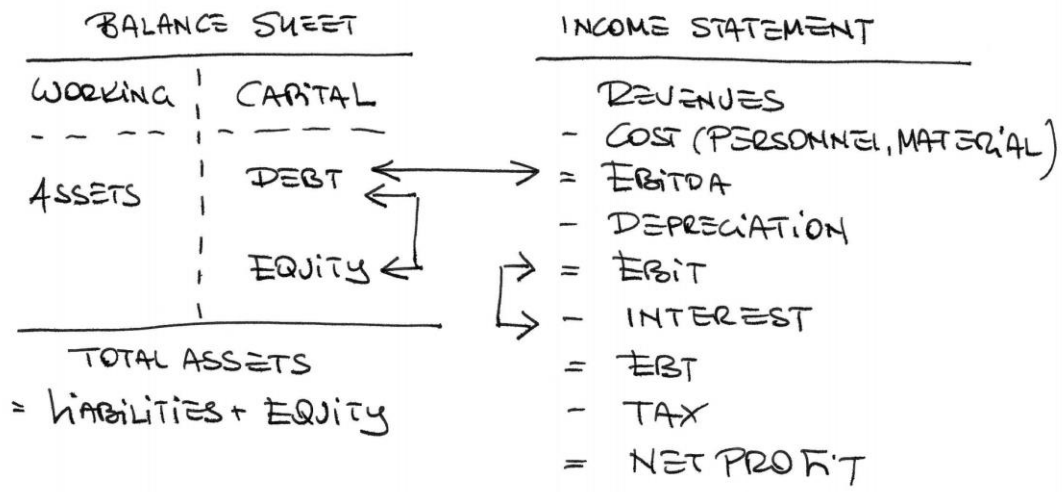 BALANCE SHEET
WORKING CAPITAL
ASSETS DEBT
EQUITY
TOTAL ASSETS
= LIABILITIES + EQUITY
INCOME STATEMENT
REVENUES
- COST (PERSONNEL, MATERIAL)
= EBITDA
- DEPRECIATION
= EBIT
- INTEREST
= EBT
- TAX
= NET PROFIT